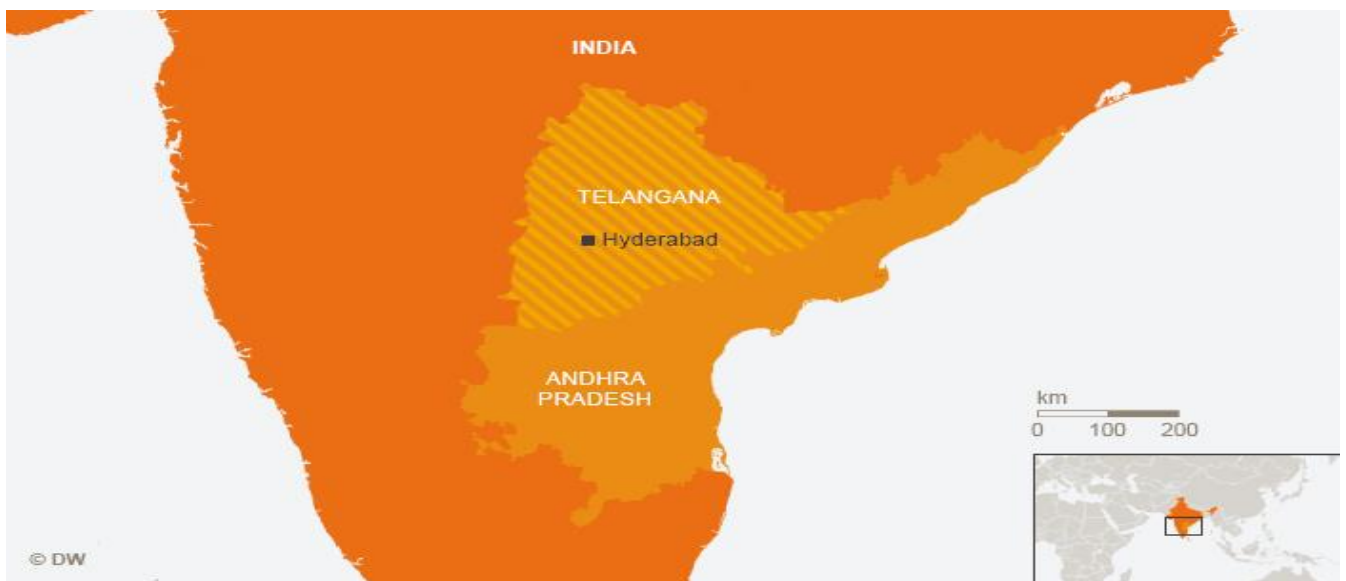 INDIA
TELANGANA
Hyderabad
ANDHRA
PRADESH
km
0 100 200
© DW